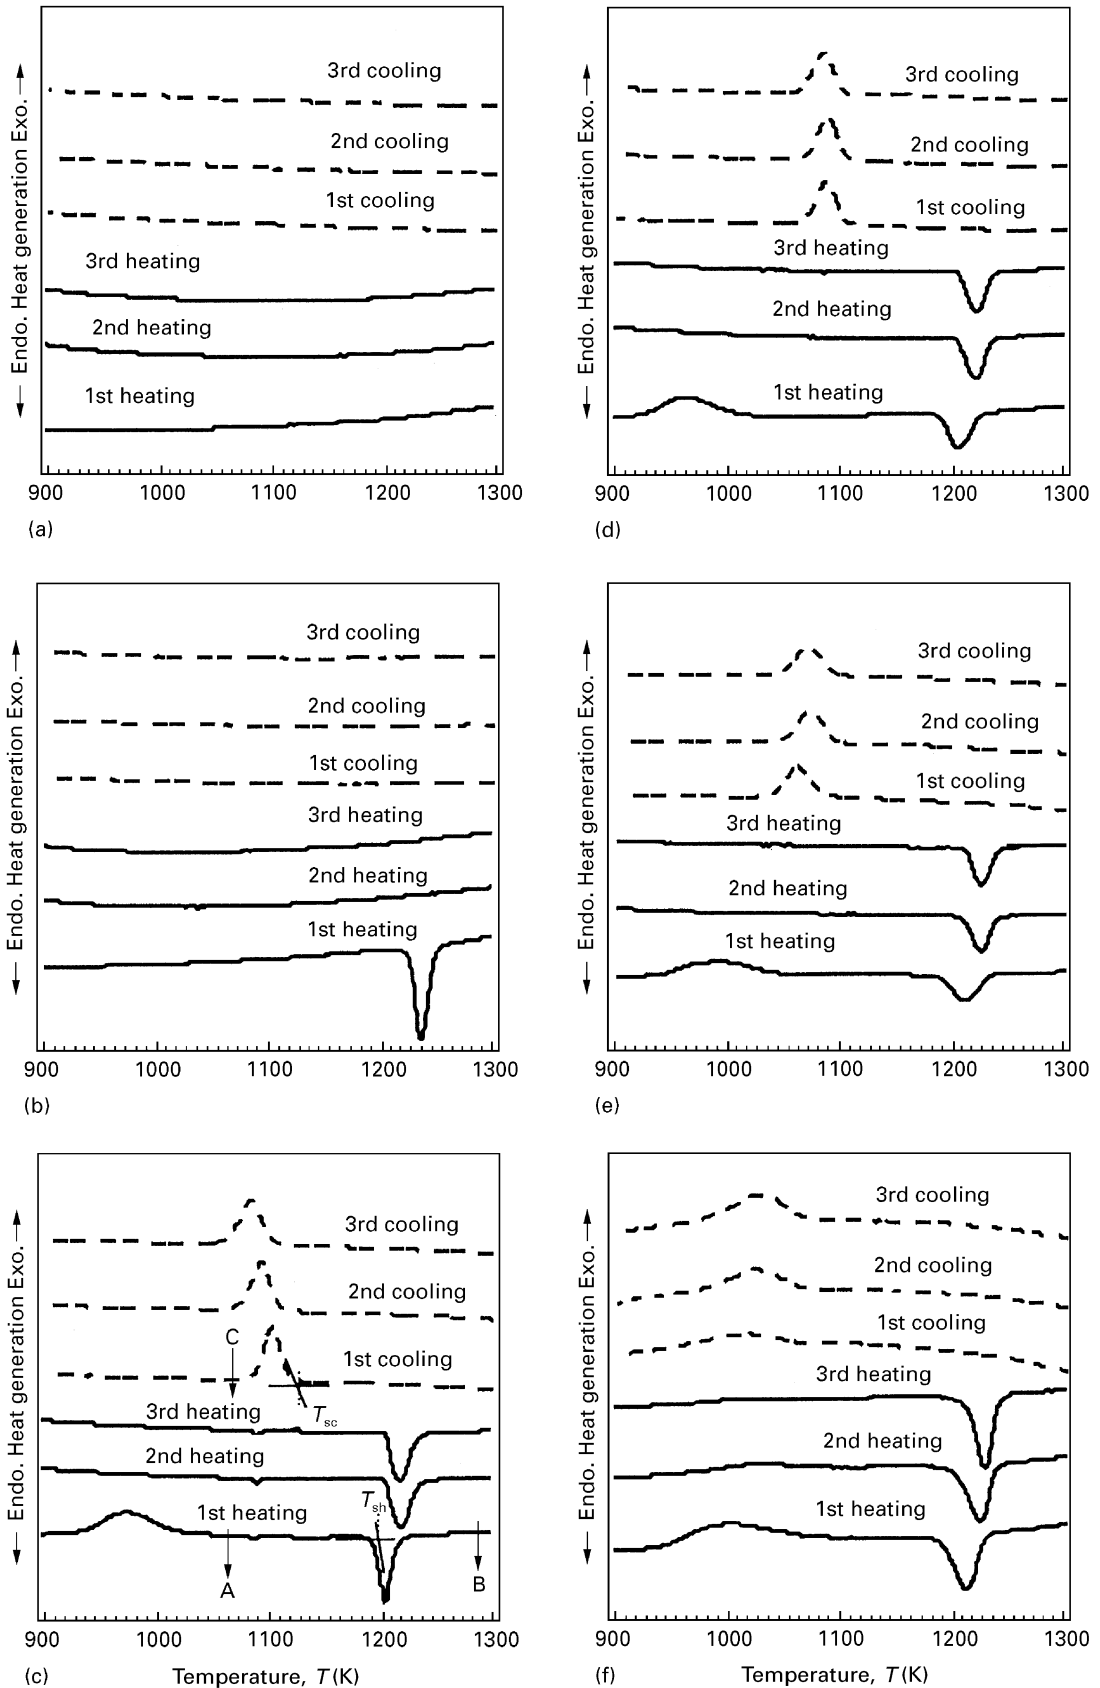 Endo. Heat generation Exo.
3rd cooling
2nd cooling
1st cooling
3rd heating
2nd heating
1st heating
900 1000 1100 1200 1300
(a)
Endo. Heat generation Exo.
3rd cooling
2nd cooling
1st cooling
3rd heating
2nd heating
1st heating
900 1000 1100 1200 1300
(d)
Endo. Heat generation Exo.
3rd cooling
2nd cooling
1st cooling
3rd heating
2nd heating
1st heating
900 1000 1100 1200 1300
(b)
Endo. Heat generation Exo.
3rd cooling
2nd cooling
1st cooling
3rd heating
2nd heating
1st heating
900 1000 1100 1200 1300
(e)
Endo. Heat generation Exo.
3rd cooling
2nd cooling
C
1st cooling
Tsc
3rd heating
2nd heating
Tsh
1st heating
A
B
900 1000 1100 1200 1300
(c)
Temperature, T (K)
Endo. Heat generation Exo.
3rd cooling
2nd cooling
1st cooling
3rd heating
2nd heating
1st heating
900 1000 1100 1200 1300
Temperature, T (K)
(f)